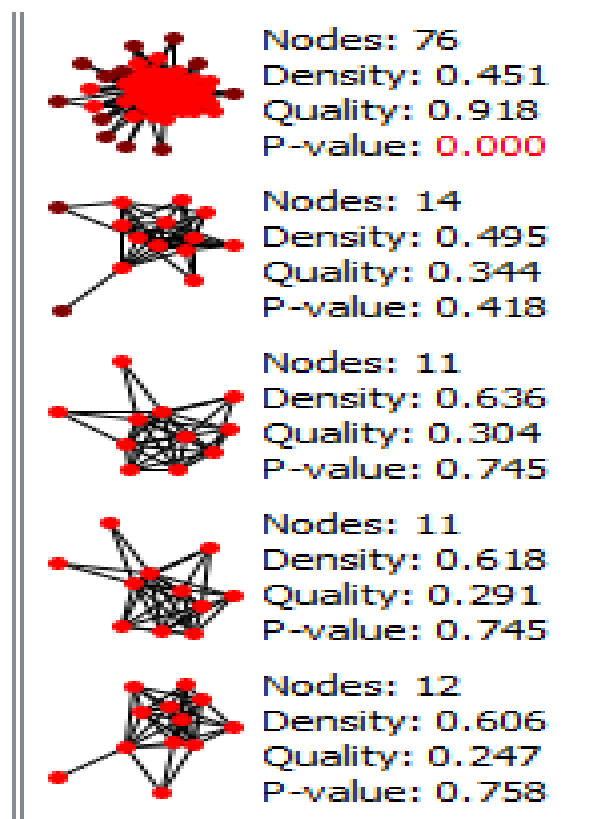 Nodes: 76
Density: 0.451
Quality: 0.918
P-value: 0.000
Nodes: 14
Density: 0.495
Quality: 0.344
P-value: 0.418
Nodes: 11
Density: 0.636
Quality: 0.304
P-value: 0.745
Nodes: 11
Density: 0.618
Quality: 0.291
P-value: 0.745
Nodes: 12
Density: 0.606
Quality: 0.247
P-value: 0.758